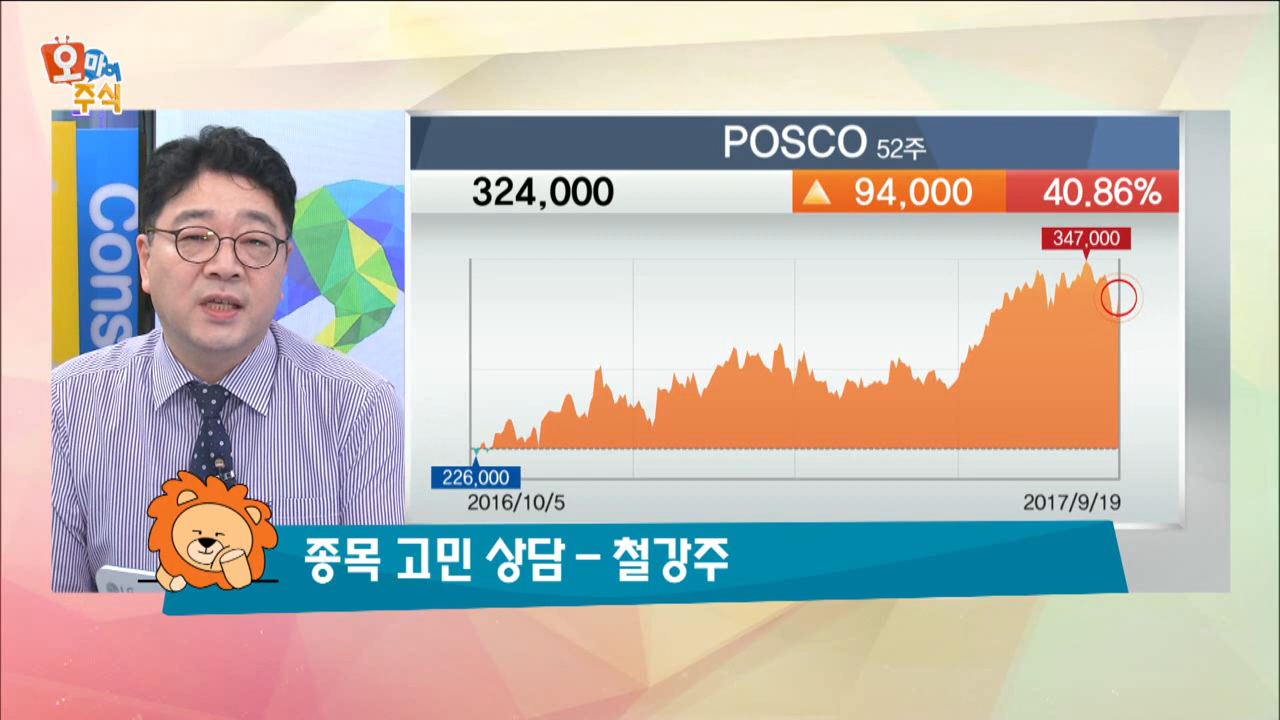 오마이
주식
Cons
POSCO 52주
324,000 ▲ 94,000 40.86%
347,000
226,000
2016/10/5 2017/9/19
종목 고민 상담 – 철강주
LG